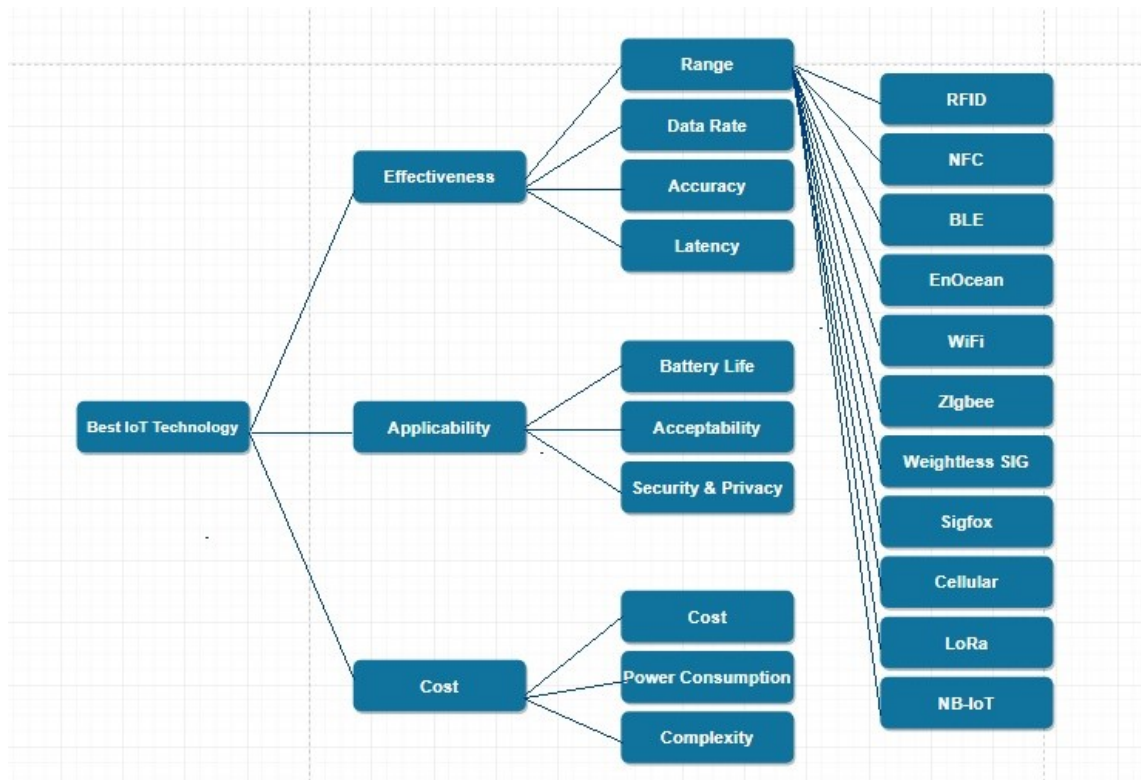 Best IoT Technology
Effectiveness
Applicability
Cost
Range
Data Rate
Accuracy
Latency
Battery Life
Acceptability
Security & Privacy
Cost
Power Consumption
Complexity
RFID
NFC
BLE
EnOcean
WiFi
ZIgbee
Weightless SIG
Sigfox
Cellular
LoRa
NB-IoT